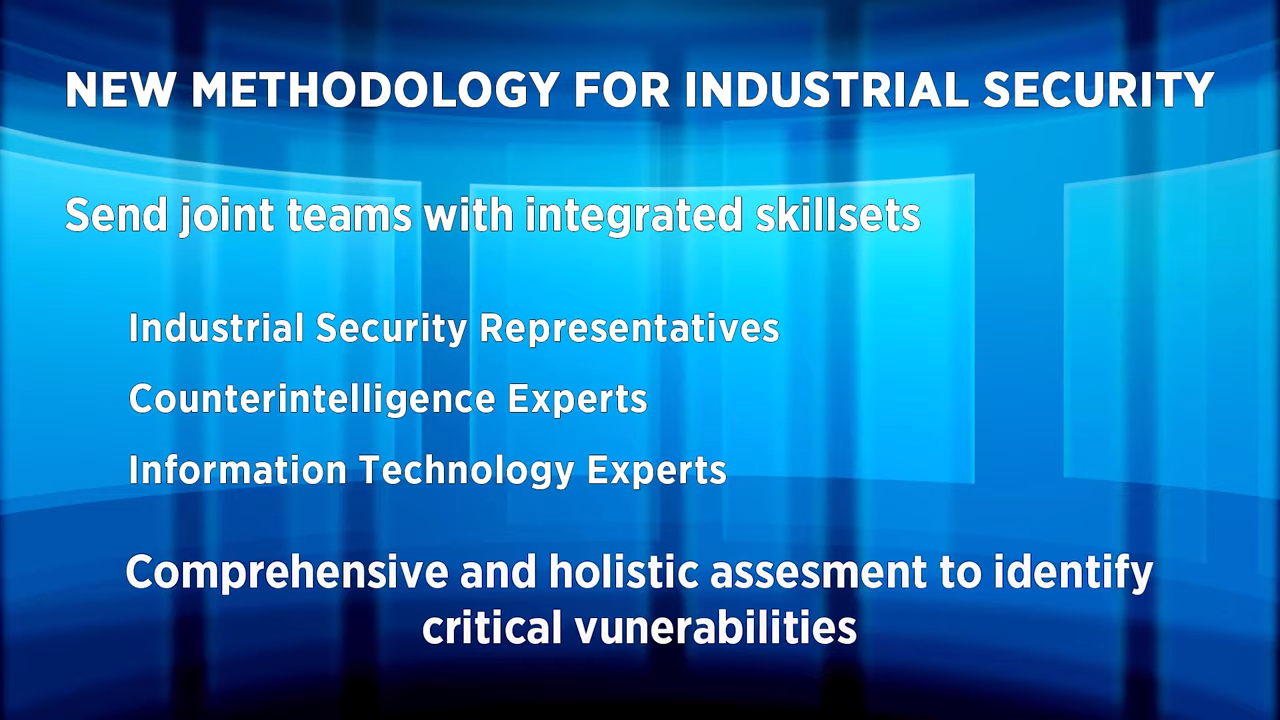 NEW METHODOLOGY FOR INDUSTRIAL SECURITY
Send joint teams with integrated skillsets
Industrial Security Representatives
Counterintelligence Experts
Information Technology Experts
Comprehensive and holistic assesment to identify
critical vunerabilities